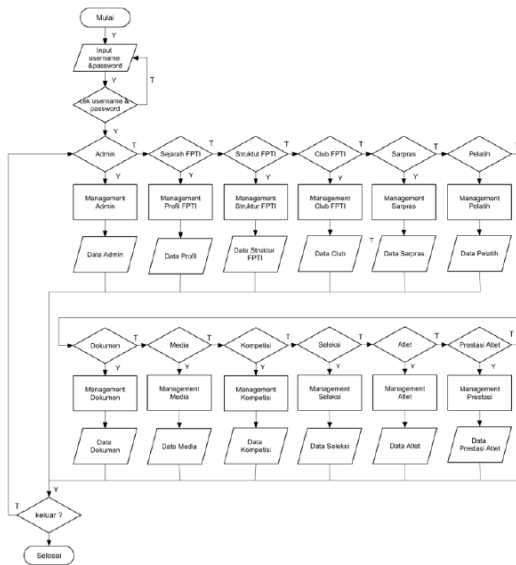 Mulai
Y
Input
username
&password
T
Y
cek username &
password
Y
Admin
T
Sejarah FPTI
T
Struktut FPTI
T
Club FPTI
T
Sarpras
T
Pelatih
T
Y
Y
Y
Y
Y
Y
Management
Admin
Management
Profil FPTI
Management
Struktur FPTI
Management
Club FPTI
Management
Sarpras
Management
Pelatih
Data Admin
Data Profil
Data Struktur
FPTI
Data Club
T
Data Sarpras
Data Pelatih
Dokumen
T
Media
T
Kompetisi
T
Seleksi
T
Atlet
T
Prestasi Atlet
T
Y
Y
Y
Y
Y
Y
Management
Dokumen
Management
Media
Management
Kompetisi
Management
Seleksi
Management
Atlet
Management
Prestasi
Data
Dokumen
Data Media
Data
Kompetisi
Data Seleksi
Data Atlet
Data
Prestasi Atlet
Y
T
keluar ?
Y
Selesai